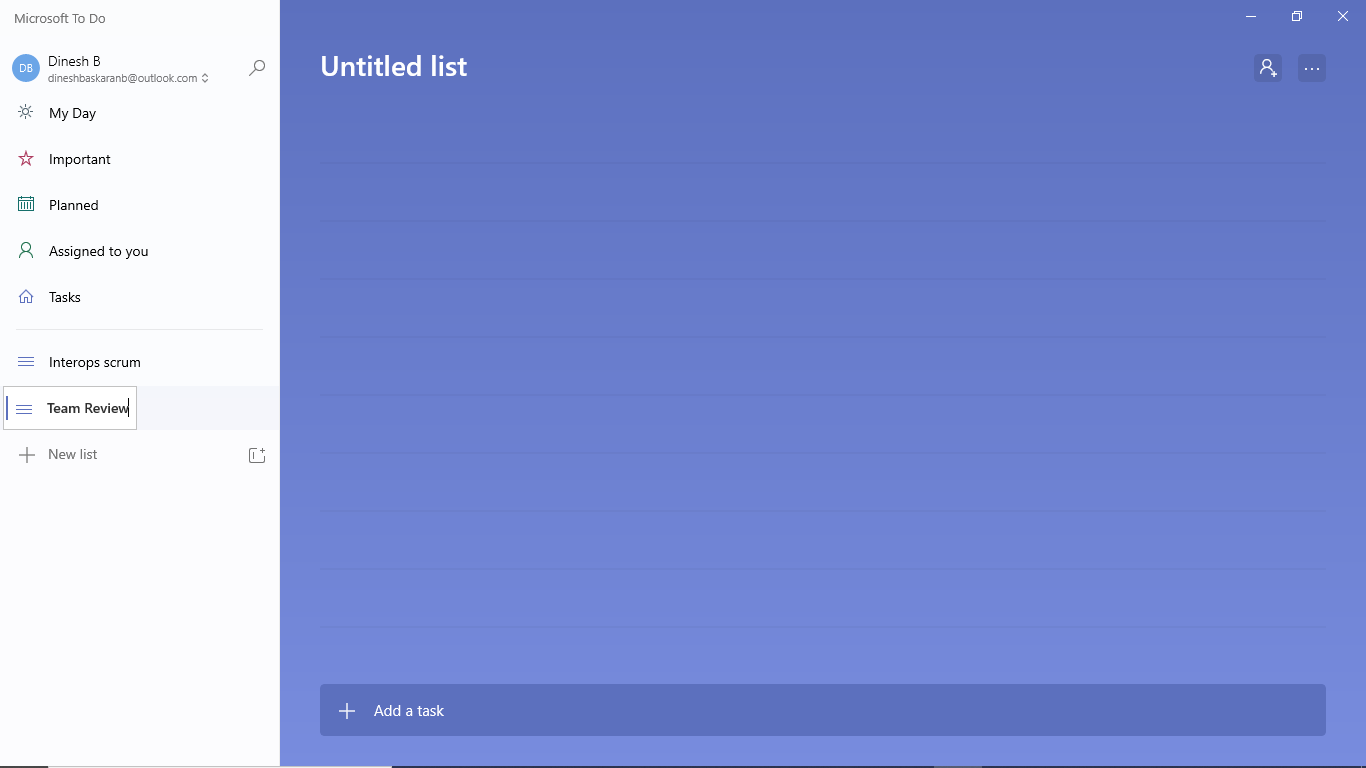 Microsoft To Do
DB
Dinesh B
dineshbaskaranb@outlook.com
My Day
Important
Planned
Assigned to you
Tasks
Interops scrum
Team Review
New list
Untitled list
Add a task